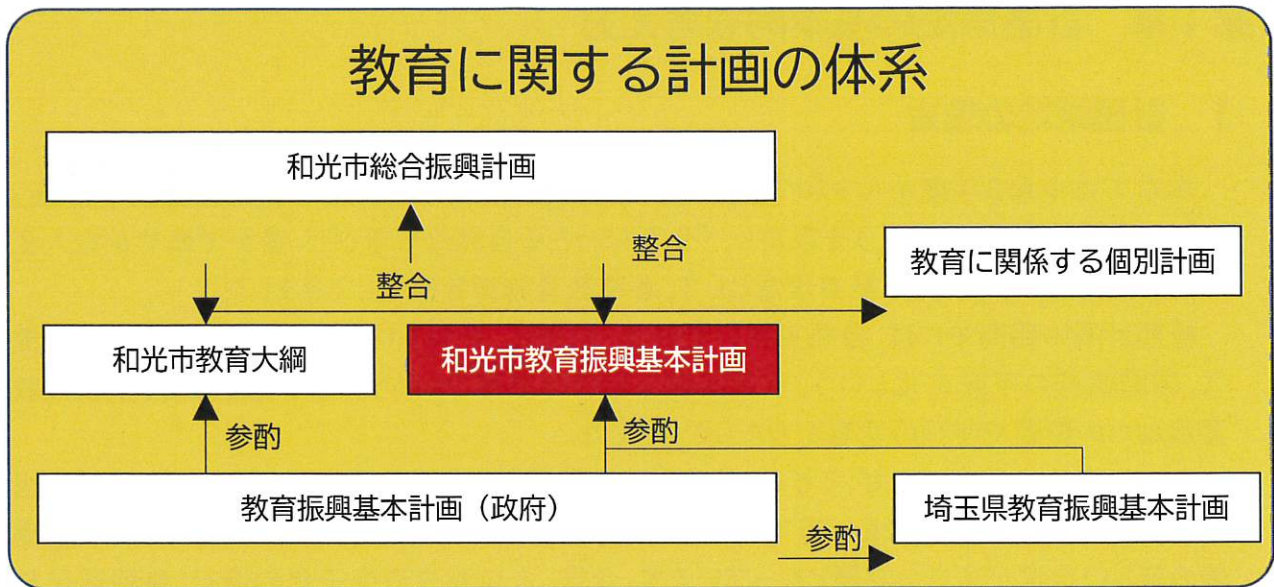 教育に関する計画の体系
和光市総合振興計画
整合
整合
教育に関係する個別計画
和光市教育大綱
和光市教育振興基本計画
参酌
参酌
教育振興基本計画（政府）
埼玉県教育振興基本計画
参酌